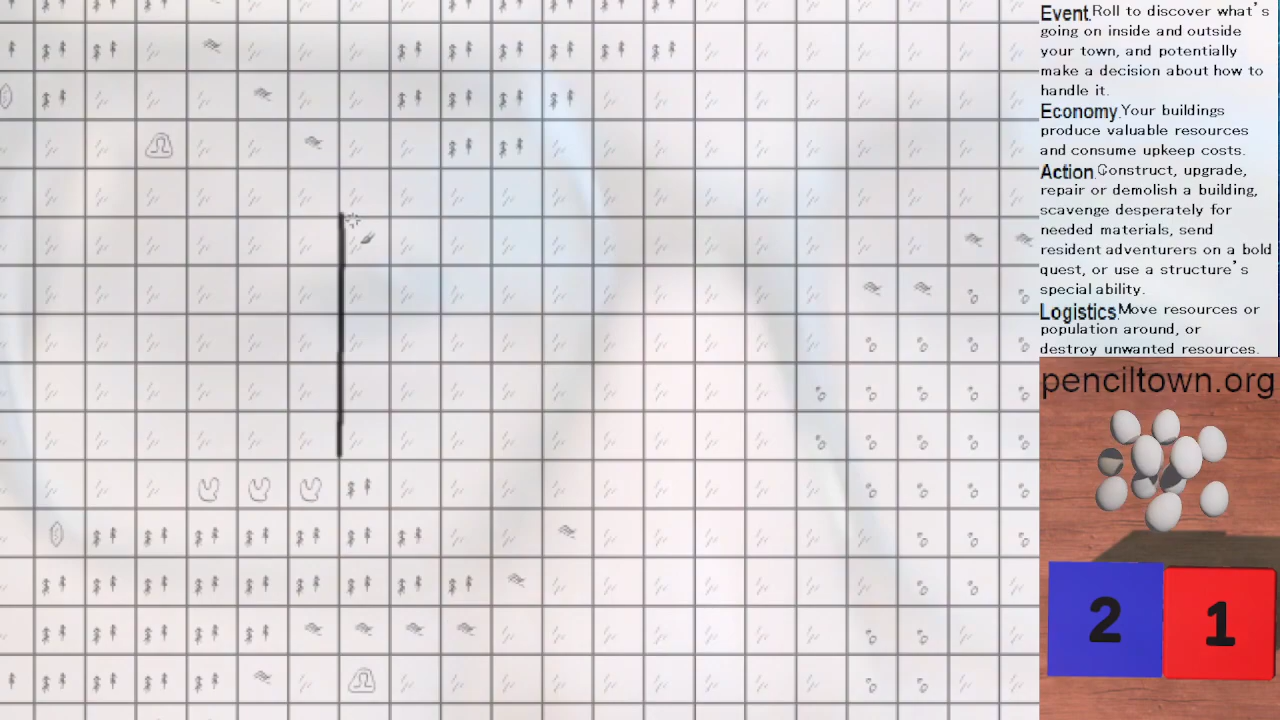 Event. Roll to discover what's
going on inside and outside
your town, and potentially
make a decision about how to
handle it.
Economy. Your buildings
produce valuable resources
and consume upkeep costs.
Action. Construct, upgrade,
repair or demolish a building,
scavenge desperately for
needed materials, send
resident adventurers on a bold
quest, or use a structure's
special ability.
Logistics. Move resources or
population around, or
destroy unwanted resources.
penciltown.org
2 1